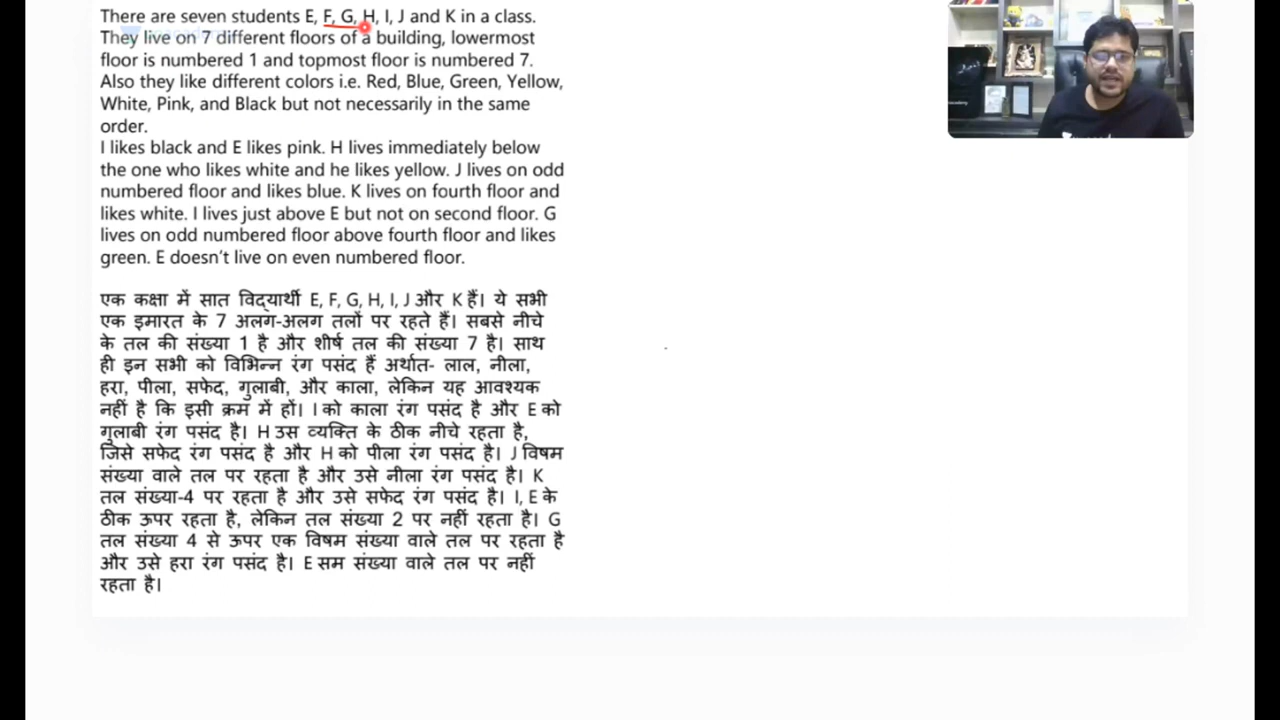 There are seven students E, F, G, H, I, J and K in a class.
They live on 7 different floors of a building, lowermost
floor is numbered 1 and topmost floor is numbered 7.
Also they like different colors i.e. Red, Blue, Green, Yellow,
White, Pink, and Black but not necessarily in the same
order.
I likes black and E likes pink. H lives immediately below
the one who likes white and he likes yellow. J lives on odd
numbered floor and likes blue. K lives on fourth floor and
likes white. I lives just above E but not on second floor. G
lives on odd numbered floor above fourth floor and likes
green. E doesn’t live on even numbered floor.
एक कक्षा में सात विद्यार्थी E, F, G, H, I, J और K हैं। ये सभी
एक इमारत के 7 अलग-अलग तलों पर रहते हैं। सबसे नीचे
के तल की संख्या 1 है और शीर्ष तल की संख्या 7 है। साथ
ही इन सभी को विभिन्न रंग पसंद हैं अर्थात- लाल, नीला,
हरा, पीला, सफेद, गुलाबी, और काला, लेकिन यह आवश्यक
नहीं है कि इसी क्रम में हों। I को काला रंग पसंद है और E को
गुलाबी रंग पसंद है। H उस व्यक्ति के ठीक नीचे रहता है,
जिसे सफेद रंग पसंद है और H को पीला रंग पसंद है। J विषम
संख्या वाले तल पर रहता है और उसे नीला रंग पसंद है। K
तल संख्या-4 पर रहता है और उसे सफेद रंग पसंद है। I, E के
ठीक ऊपर रहता है, लेकिन तल संख्या 2 पर नहीं रहता है। G
तल संख्या 4 से ऊपर एक विषम संख्या वाले तल पर रहता है
और उसे हरा रंग पसंद है। E सम संख्या वाले तल पर नहीं
रहता है।